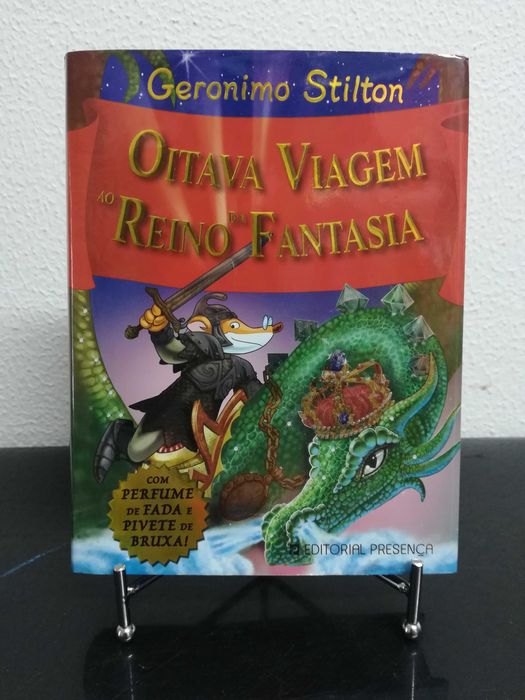 Geronimo Stilton
OITAVA VIAGEM
AO REINO DA FANTASIA
COM
PERFUME
DE FADA E
PIVETE DE
BRUXA!
EDITORIAL PRESENÇA